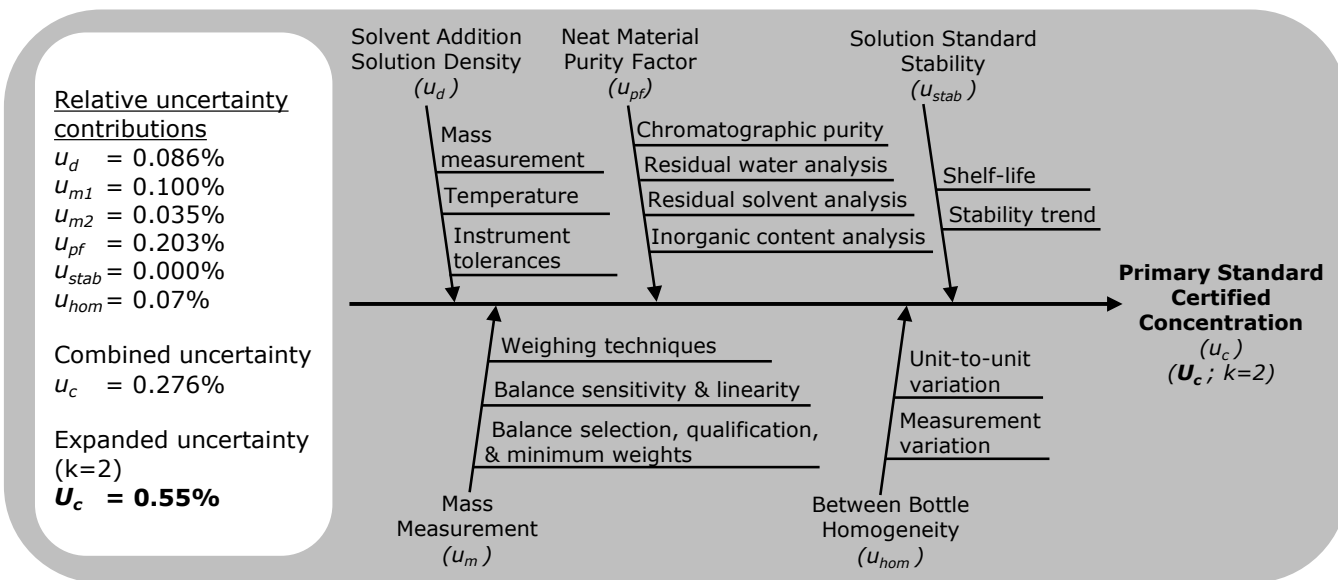 Relative uncertainty
contributions
u_d = 0.086%
u_m1 = 0.100%
u_m2 = 0.035%
u_pf = 0.203%
u_stab = 0.000%
u_hom = 0.07%
Combined uncertainty
u_c = 0.276%
Expanded uncertainty
(k=2)
U_c = 0.55%
Solvent Addition
Solution Density
(u_d)
Mass
measurement
Temperature
Instrument
tolerances
Neat Material
Purity Factor
(u_pf)
Chromatographic purity
Residual water analysis
Residual solvent analysis
Inorganic content analysis
Solution Standard
Stability
(u_stab)
Shelf-life
Stability trend
Weighing techniques
Balance sensitivity & linearity
Balance selection, qualification,
& minimum weights
Mass
Measurement
(u_m)
Unit-to-unit
variation
Measurement
variation
Between Bottle
Homogeneity
(u_hom)
Primary Standard
Certified
Concentration
(u_c)
(U_c; k=2)